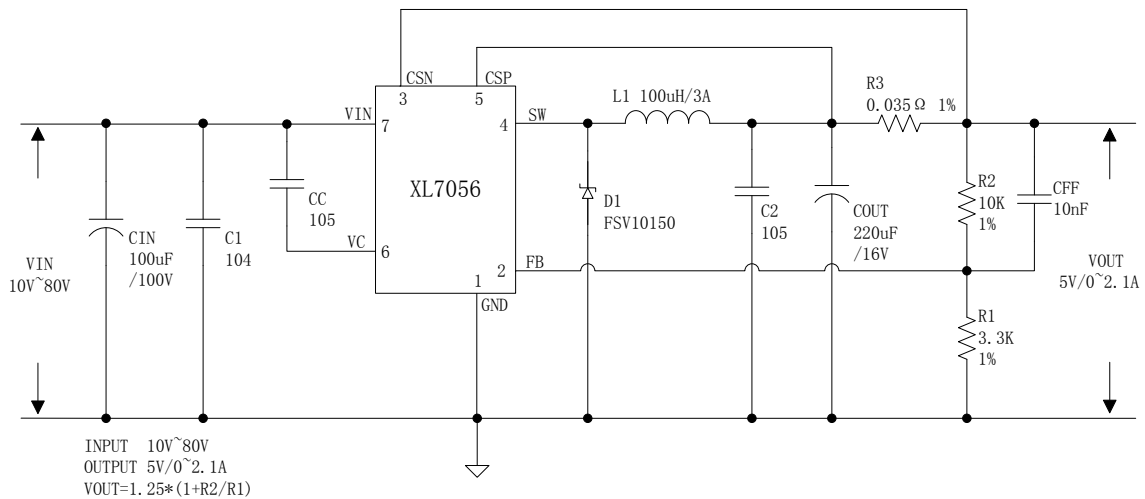 CSN
CSP
3
5
VIN
7
4
SW
XL7056
L1 100uH/3A
R3
0.035Ω 1%
CC
105
D1
FSV10150
C2
105
COUT
220uF
/16V
R2
10K
1%
CFF
10nF
CIN
100uF
/100V
C1
104
VC
6
2
FB
1
GND
VIN
10V~80V
VOUT
5V/0~2.1A
R1
3.3K
1%
INPUT 10V~80V
OUTPUT 5V/0~2.1A
VOUT=1.25*(1+R2/R1)